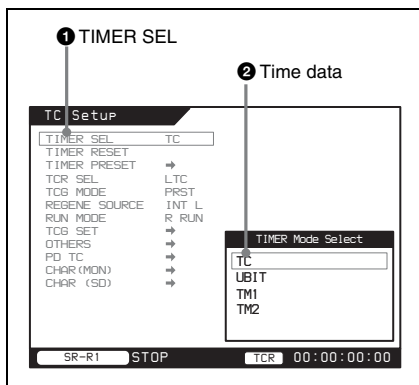 ❶ TIMER SEL
❷ Time data
TC Setup
TIMER SEL TC
TIMER RESET
TIMER PRESET ➔
TCR SEL LTC
TCG MODE PRST
REGENE SOURCE INT L
RUN MODE R RUN
TCG SET ➔
OTHERS ➔
PD TC ➔
CHAR(MON) ➔
CHAR (SD) ➔
TIMER Mode Select
TC
UBIT
TM1
TM2
SR-R1 STOP TCR 00:00:00:00